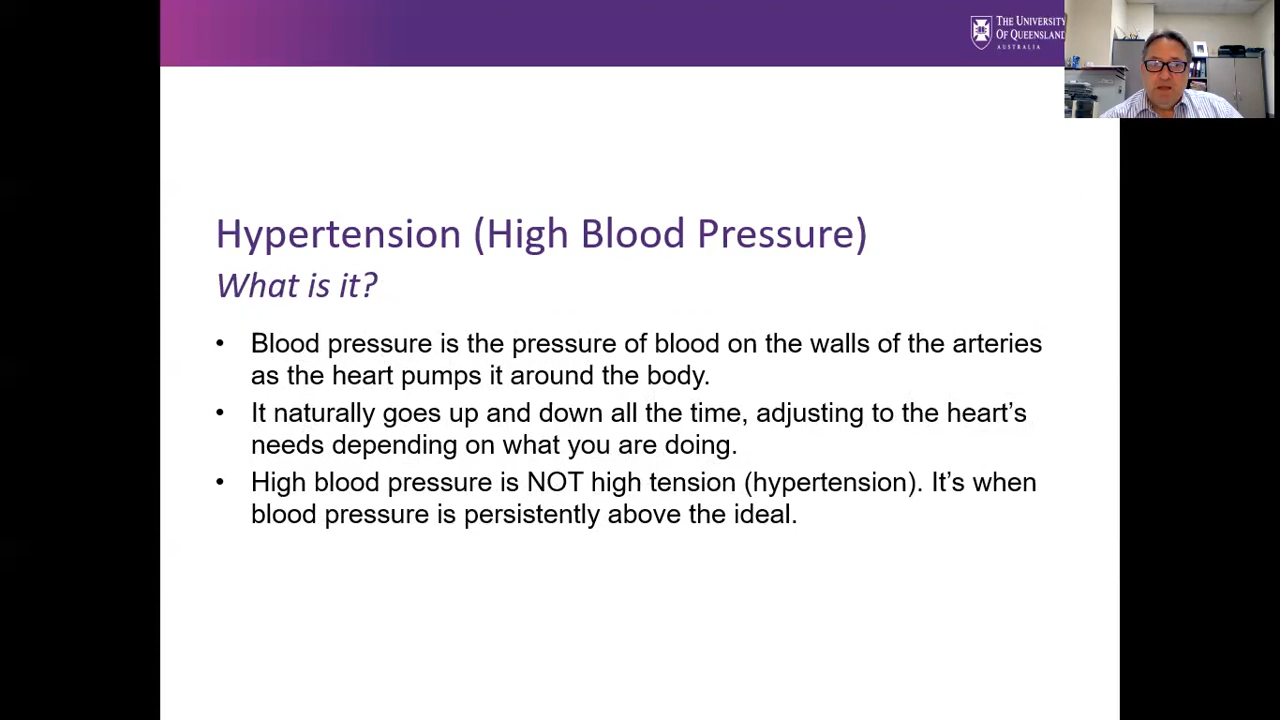 THE UNIVERSITY
OF QUEENSLAND
AUSTRALIA
Hypertension (High Blood Pressure)
What is it?
• Blood pressure is the pressure of blood on the walls of the arteries
as the heart pumps it around the body.
• It naturally goes up and down all the time, adjusting to the heart’s
needs depending on what you are doing.
• High blood pressure is NOT high tension (hypertension). It’s when
blood pressure is persistently above the ideal.